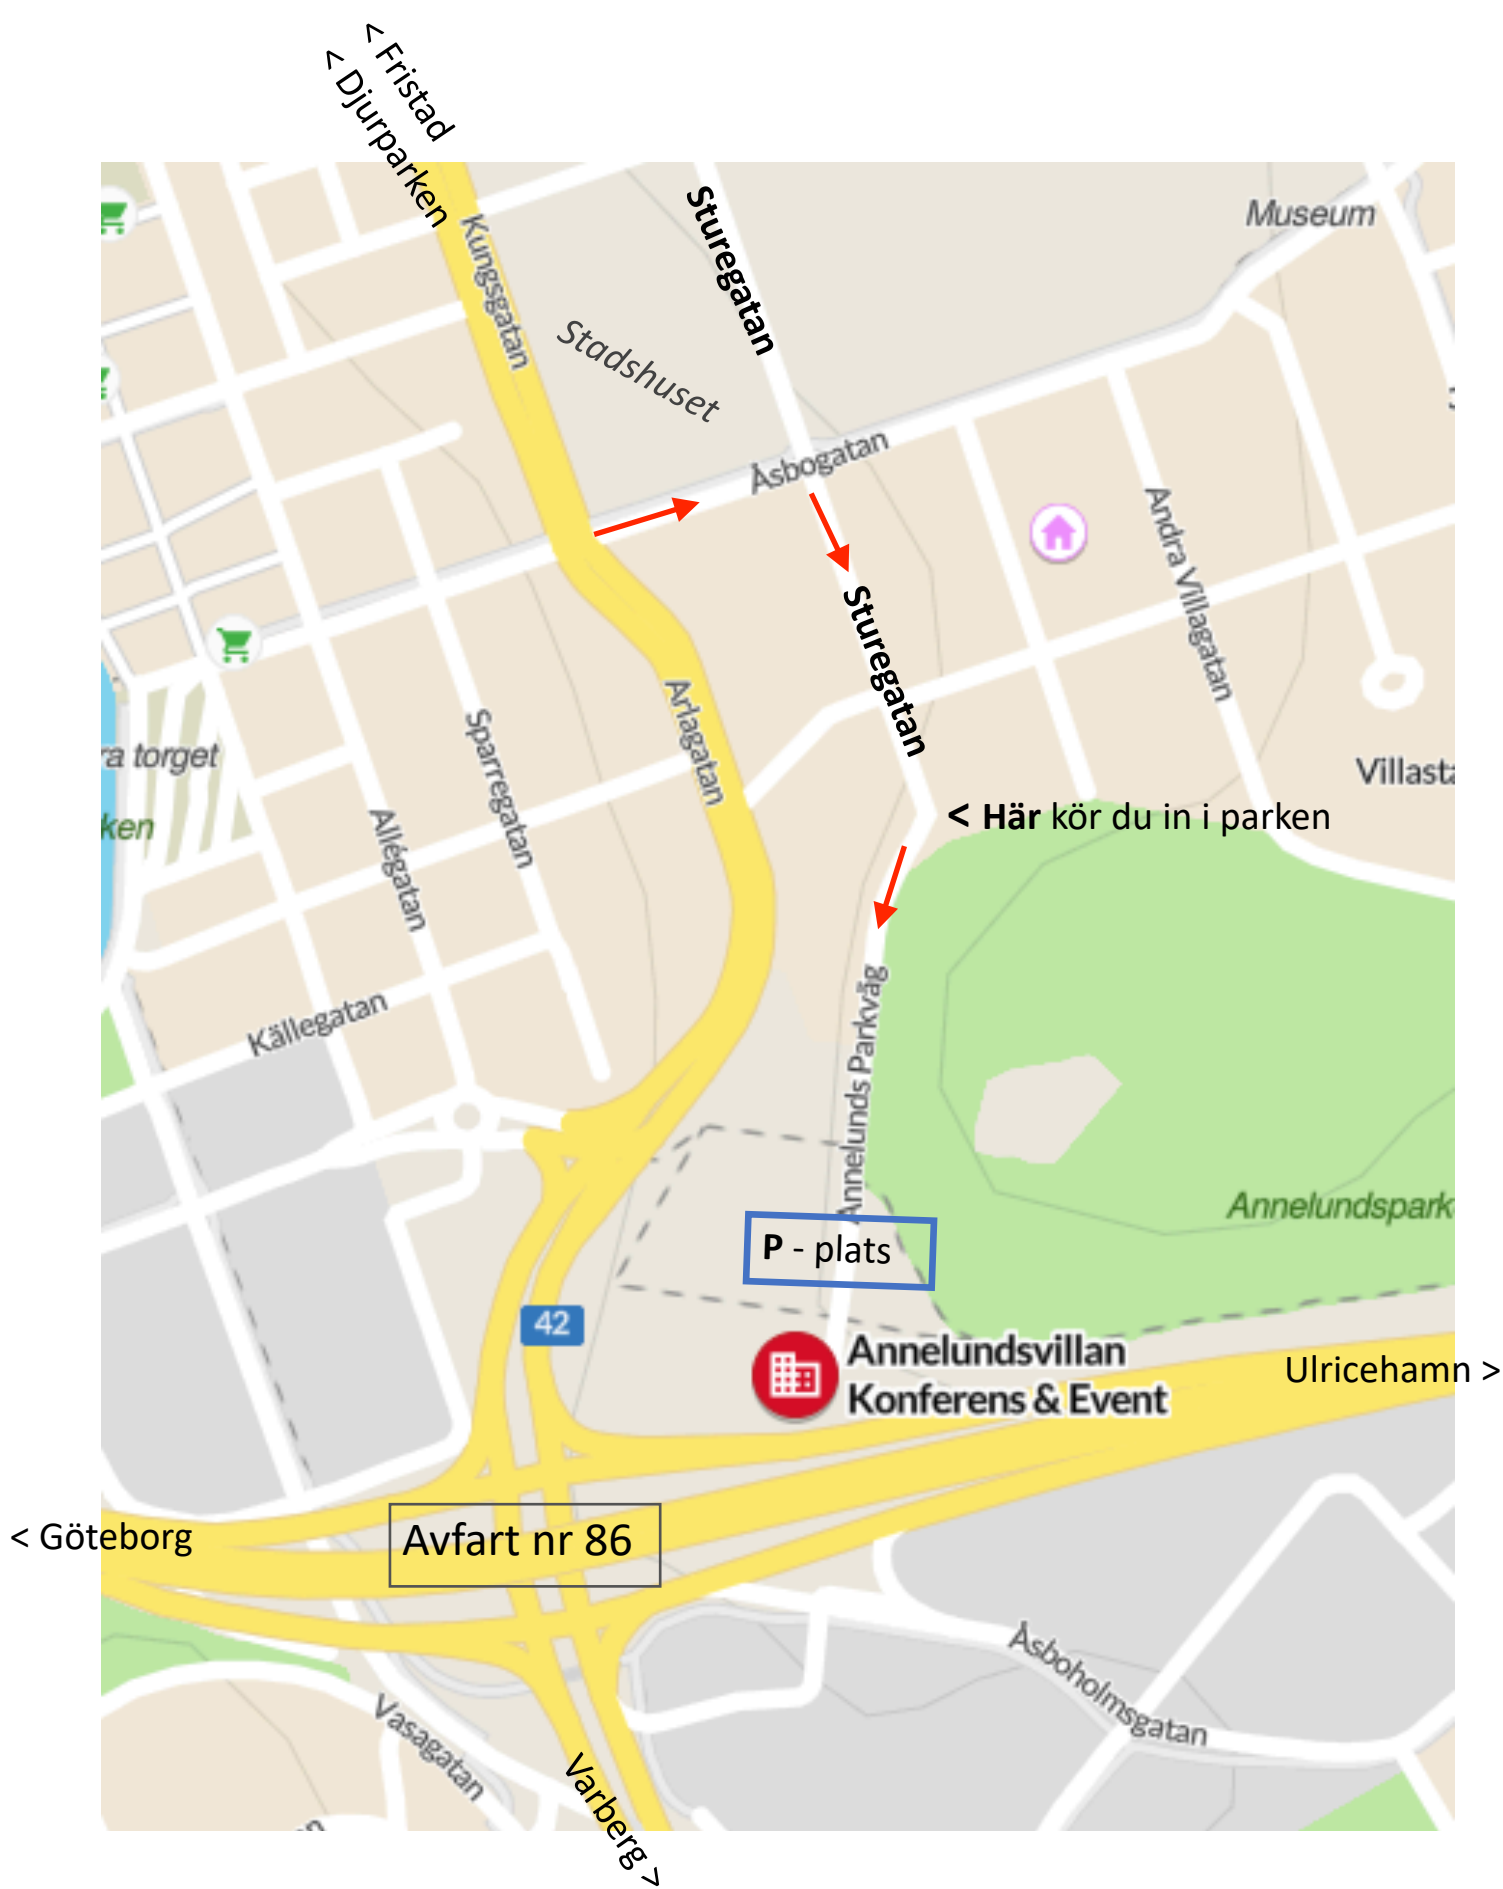 < Fristad
< Djurparken
Kungsgatan
Sturegatan
Museum
Stadshuset
Åsbogatan
Andra Villagatan
Sturegatan
Arlagatan
Sparregatan
ra torget
Villasta
ken
Allégatan
< Här kör du in i parken
Källegatan
Annelunds Parkväg
Annelundspark
P - plats
42
Annelundsvillan
Konferens & Event
Ulricehamn >
< Göteborg
Avfart nr 86
Åsboholmsgatan
Vasagatan
Varberg >